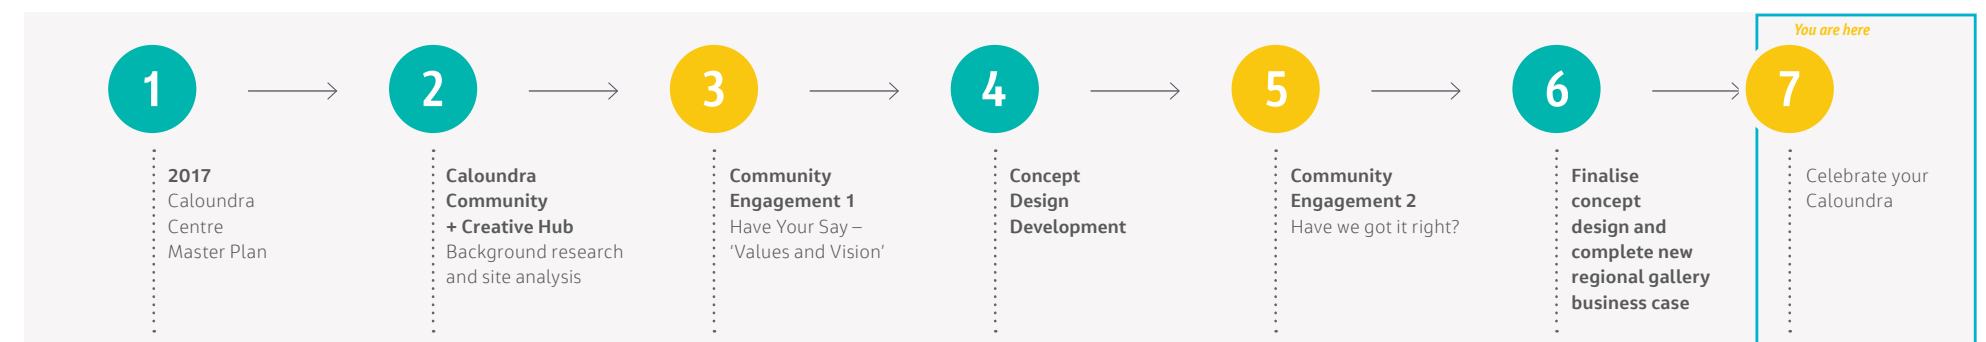 You are here
1
2
3
4
5
6
7
2017
Caloundra
Centre
Master Plan
Caloundra
Community
+ Creative Hub
Background research
and site analysis
Community
Engagement 1
Have Your Say –
‘Values and Vision’
Concept
Design
Development
Community
Engagement 2
Have we got it right?
Finalise
concept
design and
complete new
regional gallery
business case
Celebrate your
Caloundra